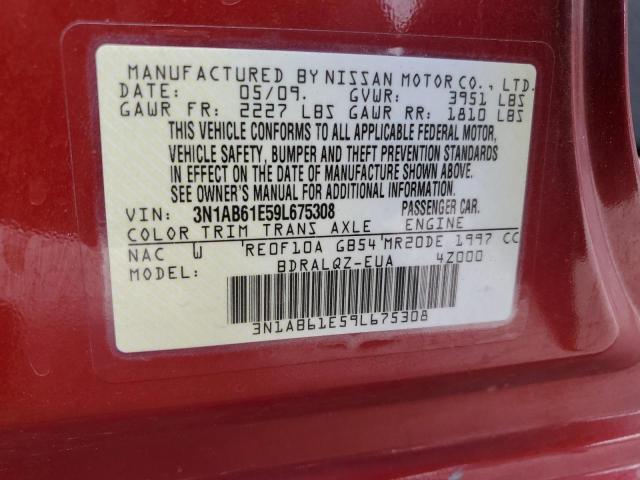 MANUFACTURED BY NISSAN MOTOR CO., LTD.
DATE: 05/09. GVWR: 3951 LBS
GAWR FR: 2227 LBS GAWR RR: 1810 LBS
THIS VEHICLE CONFORMS TO ALL APPLICABLE FEDERAL MOTOR,
VEHICLE SAFETY, BUMPER AND THEFT PREVENTION STANDARDS
IN EFFECT ON THE DATE OF MANUFACTURE SHOWN ABOVE.
SEE OWNER'S MANUAL FOR ADDITIONAL INFORMATION.
VIN: 3N1AB61E59L675308 PASSENGER CAR.
COLOR TRIM TRANS AXLE ENGINE
NAC W RE0F10A GB54 MR20DE 1997 CC
MODEL: BDRALQZ-EUA 4Z000
3N1AB61E59L675308